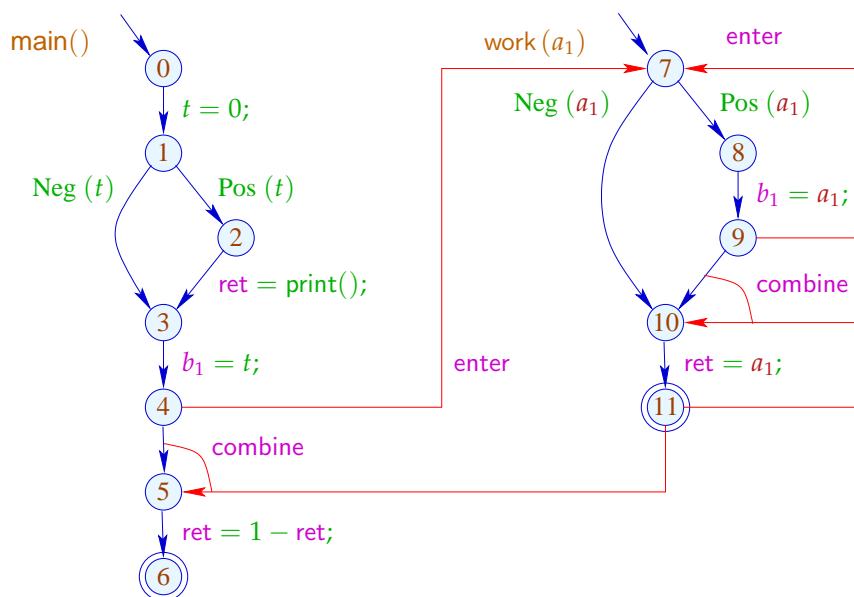 main()
0
t = 0;
1
Neg (t)
Pos (t)
2
ret = print();
3
b₁ = t;
4
enter
combine
5
ret = 1 − ret;
6
work (a₁)
7
enter
Neg (a₁)
Pos (a₁)
8
b₁ = a₁;
9
combine
10
ret = a₁;
11